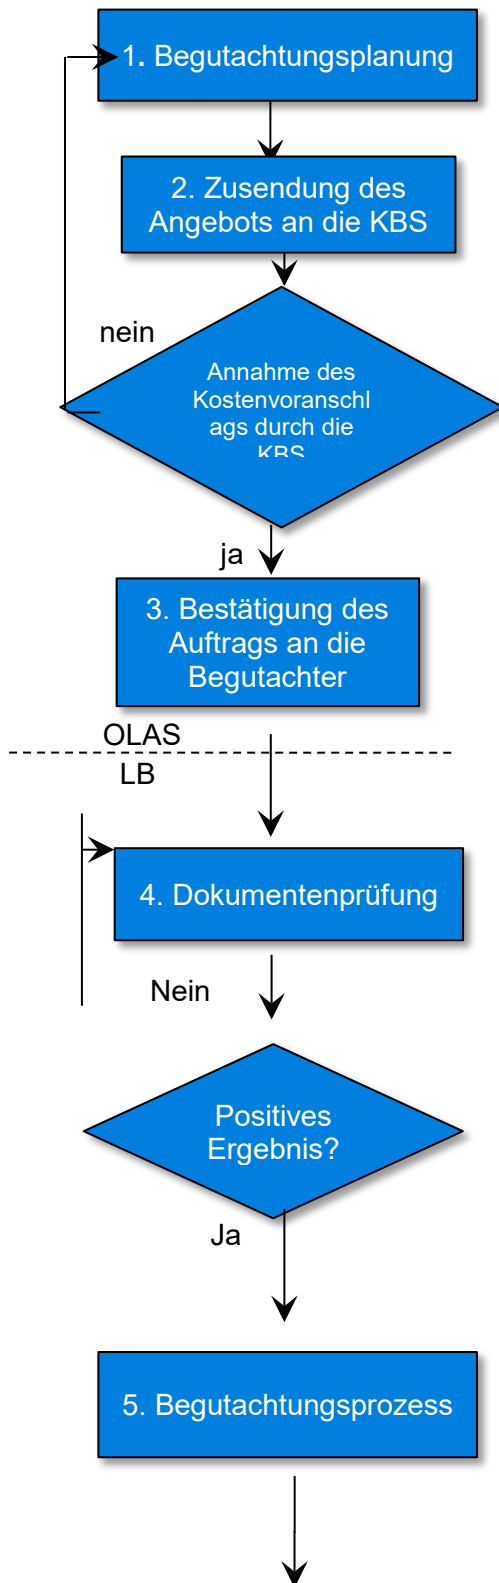 1. Begutachtungsplanung
2. Zusendung des
Angebots an die KBS
nein
Annahme des
Kostenvoranschl
ags durch die
KBS
ja
3. Bestätigung des
Auftrags an die
Begutachter
OLAS
LB
4. Dokumentenprüfung
Nein
Positives
Ergebnis?
Ja
5. Begutachtungsprozess